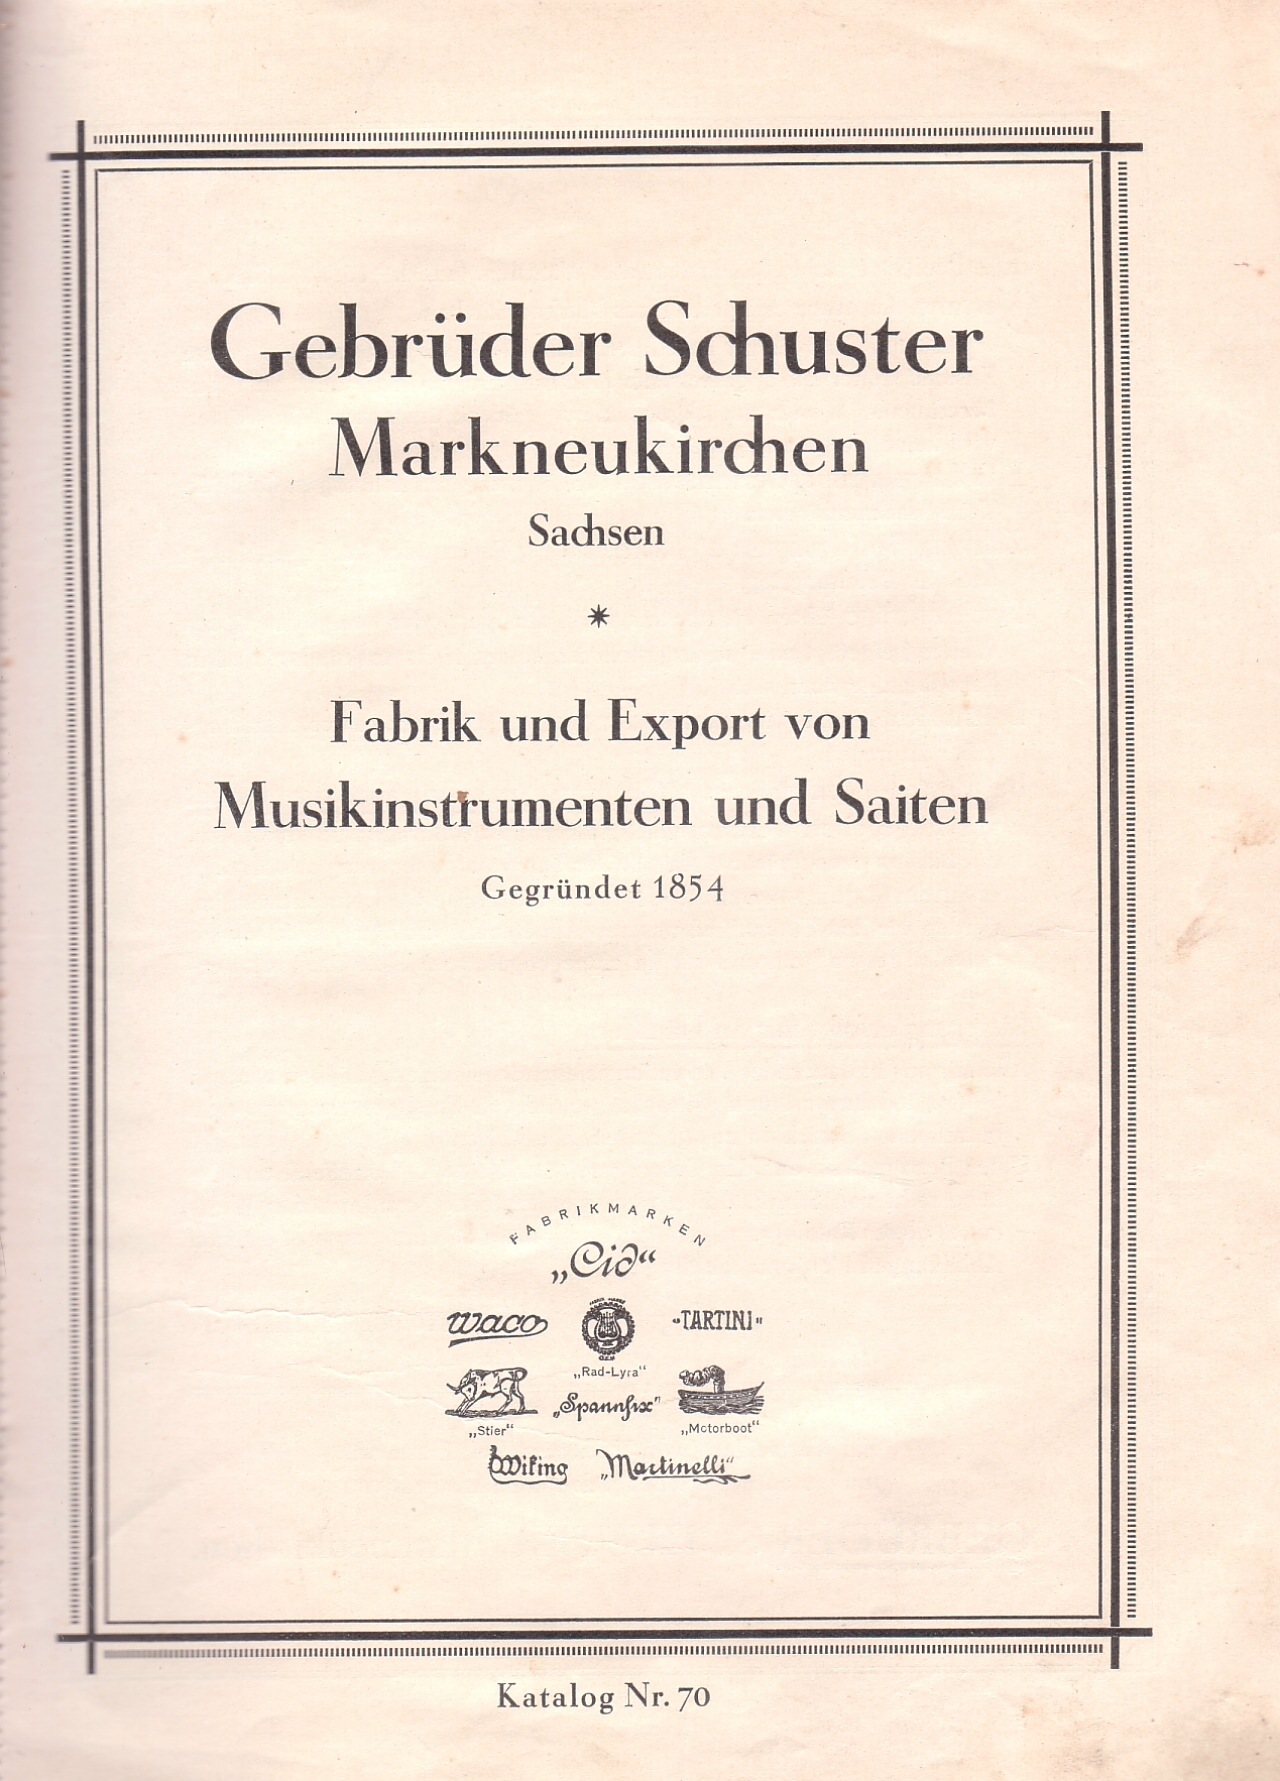 Gebrüder Schuster
Markneukirchen
Sachsen
Fabrik und Export von
Musikinstrumenten und Saiten
Gegründet 1854
FABRIKMARKEN
„Cid“
Waco
„TARTINI“
„Rad-Lyra“
„Spannfix“
„Stier“
„Motorboot“
Wiking
„Martinelli“
Katalog Nr. 70